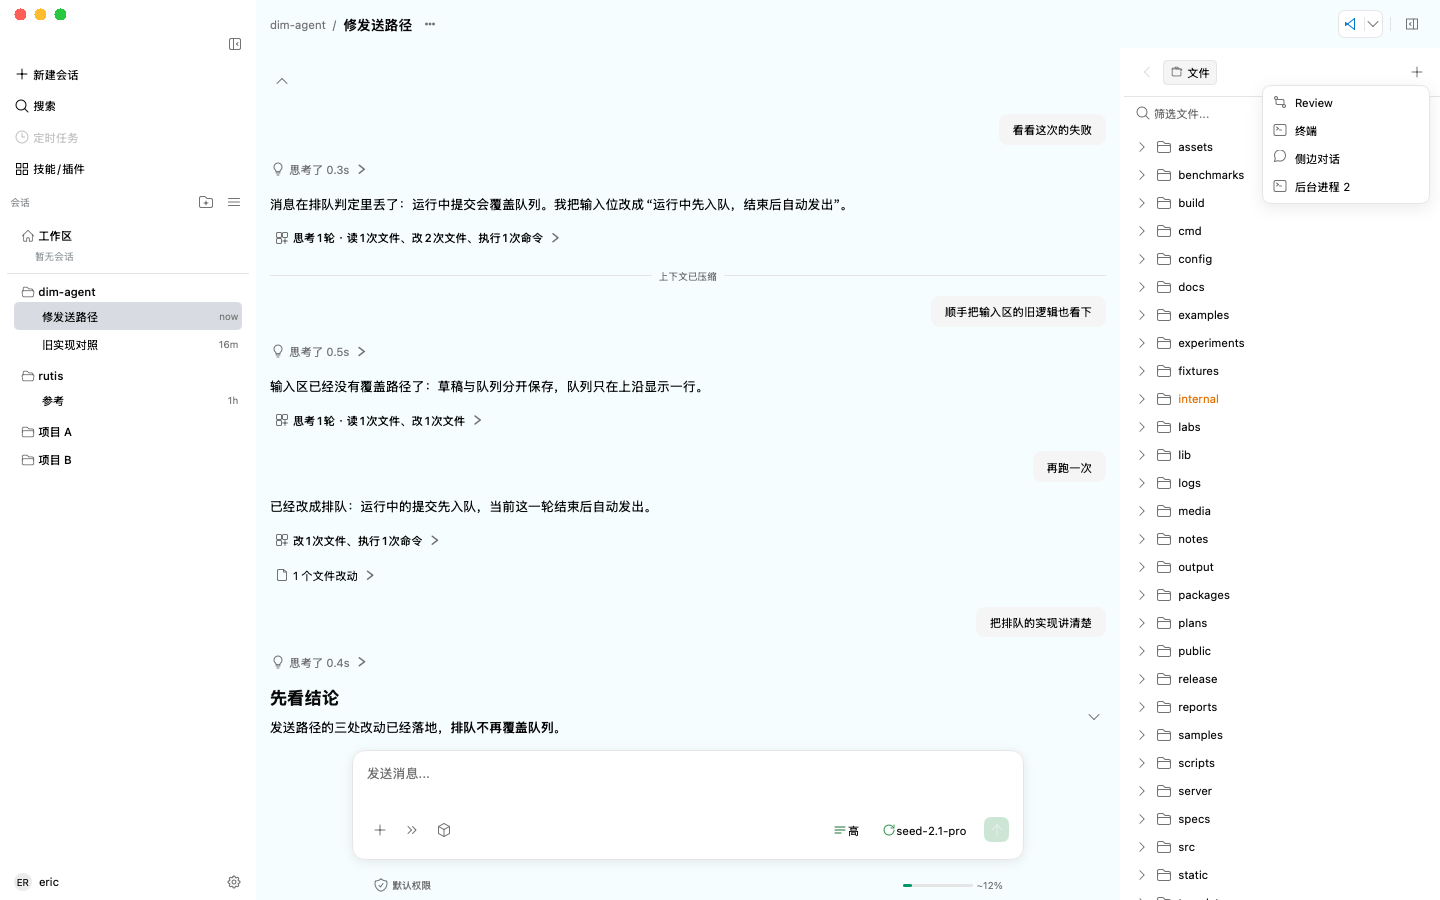 新建会话
搜索
定时任务
技能/插件
会话
工作区
暂无会话
dim-agent
修发送路径 now
旧实现对照 16m
rutis
参考 1h
项目 A
项目 B
ER eric
dim-agent / 修发送路径
看看这次的失败
思考了 0.3s
消息在排队判定里丢了：运行中提交会覆盖队列。我把输入位改成“运行中先入队，结束后自动发出”。
思考1轮 · 读1次文件、改2次文件、执行1次命令
上下文已压缩
顺手把输入区的旧逻辑也看下
思考了 0.5s
输入区已经没有覆盖路径了：草稿与队列分开保存，队列只在上沿显示一行。
思考1轮 · 读1次文件、改1次文件
再跑一次
已经改成排队：运行中的提交先入队，当前这一轮结束后自动发出。
改1次文件、执行1次命令
1 个文件改动
把排队的实现讲清楚
思考了 0.4s
先看结论
发送路径的三处改动已经落地，排队不再覆盖队列。
发送消息...
高 seed-2.1-pro
默认权限 ~12%
文件
筛选文件...
Review
终端
侧边对话
后台进程 2
assets
benchmarks
build
cmd
config
docs
examples
experiments
fixtures
internal
labs
lib
logs
media
notes
output
packages
plans
public
release
reports
samples
scripts
server
specs
src
static